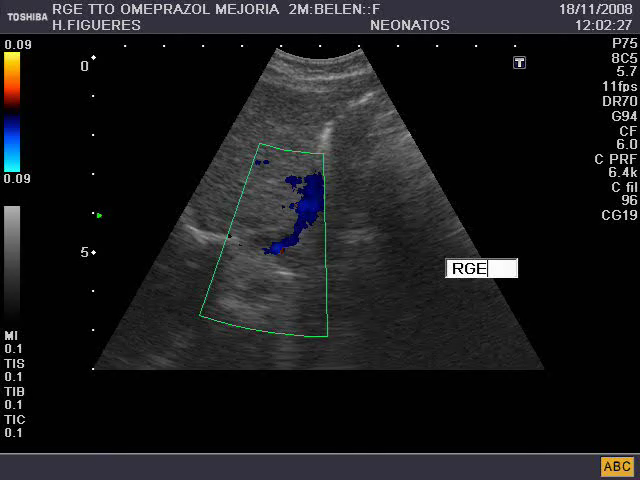 TOSHIBA
RGE TTO OMEPRAZOL MEJORIA 2M:BELEN::F
18/11/2008
H.FIGUERES
NEONATOS
12:02:27
0.09
0.09
0
5
P75
8C5
5.7
11fps
DR70
G94
CF
6.0
C PRF
6.4k
C fil
96
CG19
T
RGE
MI
0.1
TIS
0.1
TIB
0.1
TIC
0.1
ABC